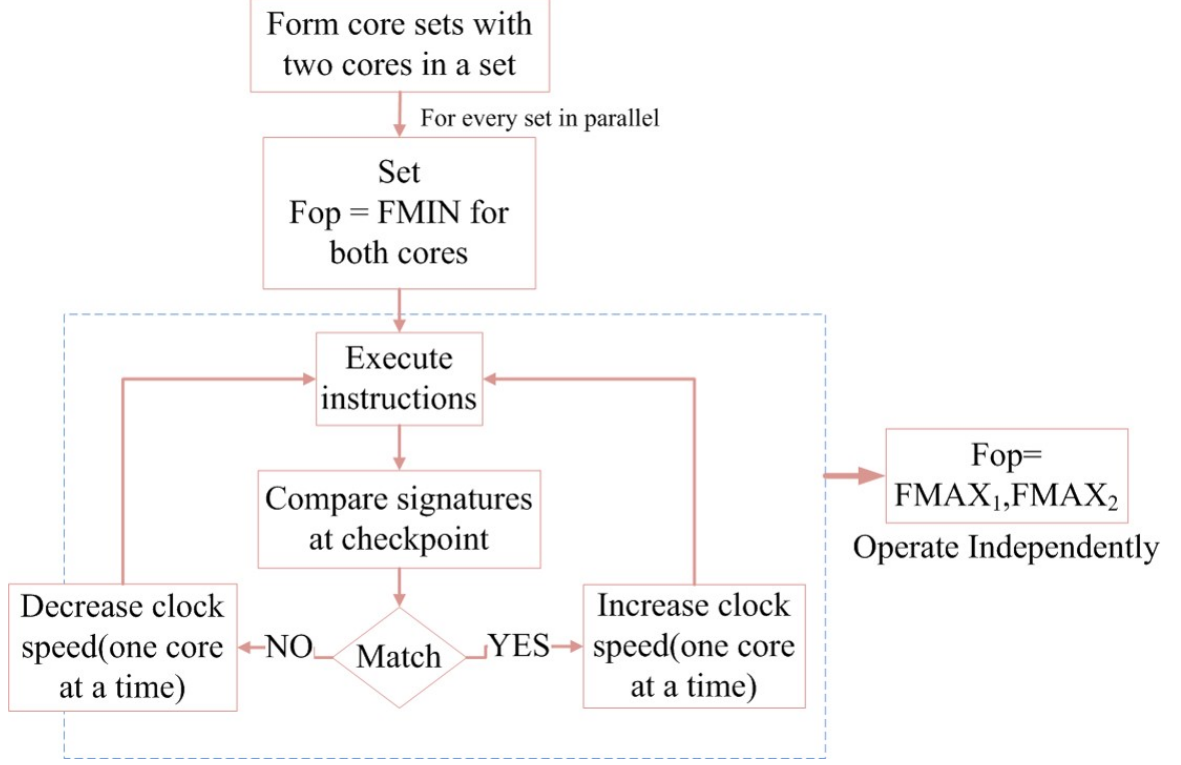 Form core sets with
two cores in a set
For every set in parallel
Set
Fop = FMIN for
both cores
Execute
instructions
Compare signatures
at checkpoint
Match
NO
YES
Decrease clock
speed(one core
at a time)
Increase clock
speed(one core
at a time)
Fop=
FMAX₁,FMAX₂
Operate Independently